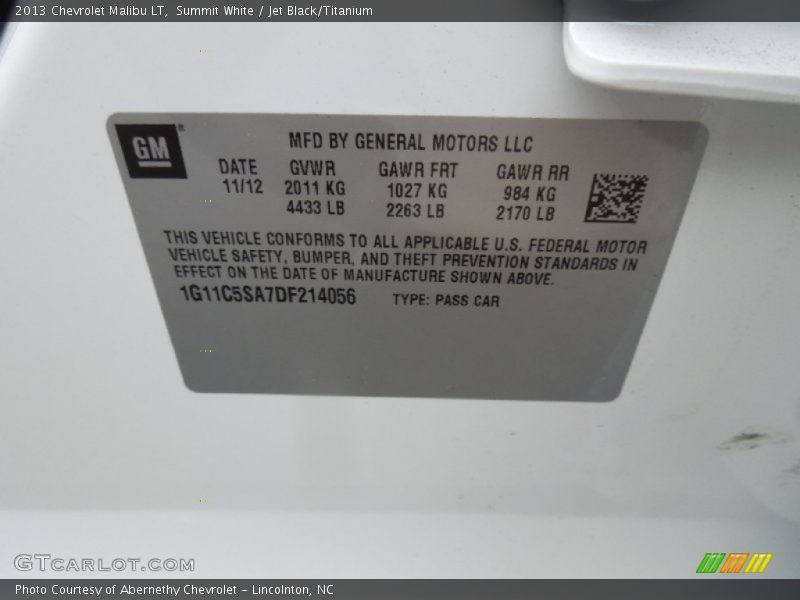 2013 Chevrolet Malibu LT, Summit White / Jet Black/Titanium
GM®
MFD BY GENERAL MOTORS LLC
DATE GVWR GAWR FRT GAWR RR
11/12 2011 KG 1027 KG 984 KG
4433 LB 2263 LB 2170 LB
THIS VEHICLE CONFORMS TO ALL APPLICABLE U.S. FEDERAL MOTOR
VEHICLE SAFETY, BUMPER, AND THEFT PREVENTION STANDARDS IN
EFFECT ON THE DATE OF MANUFACTURE SHOWN ABOVE.
1G11C5SA7DF214056 TYPE: PASS CAR
GTCARLOT.COM
Photo Courtesy of Abernethy Chevrolet - Lincolnton, NC